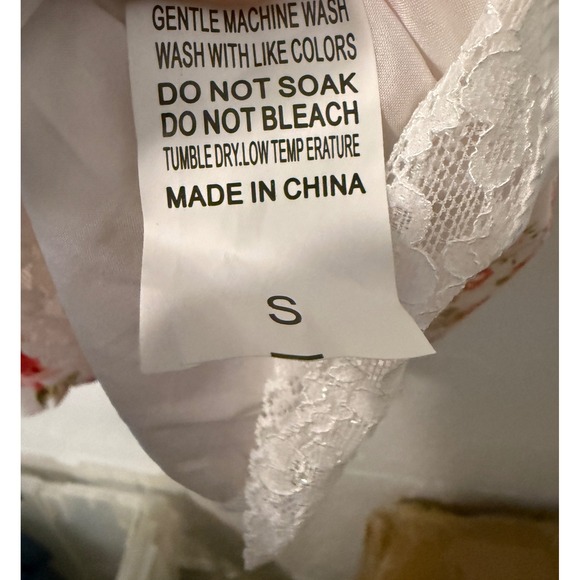 GENTLE MACHINE WASH
WASH WITH LIKE COLORS
DO NOT SOAK
DO NOT BLEACH
TUMBLE DRY.LOW TEMP ERATURE
MADE IN CHINA
S